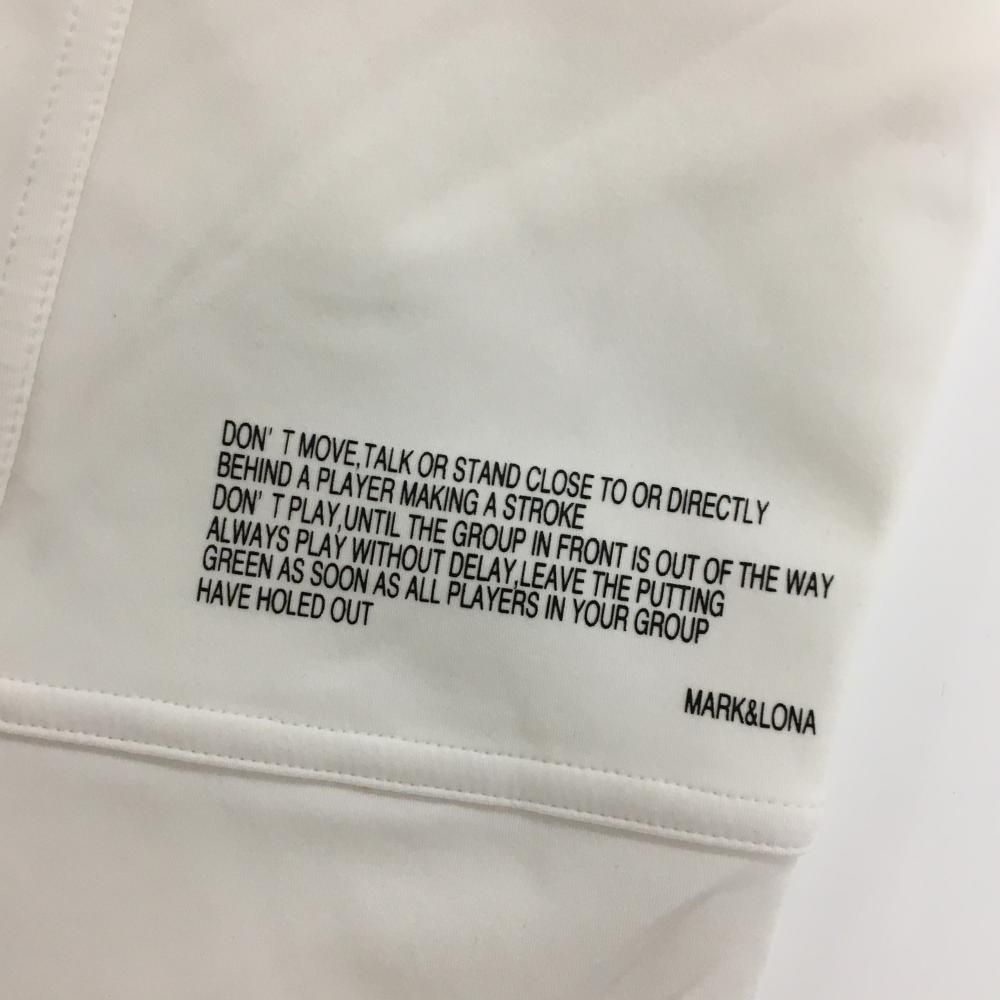 DON' T MOVE,TALK OR STAND CLOSE TO OR DIRECTLY
BEHIND A PLAYER MAKING A STROKE
DON' T PLAY,UNTIL THE GROUP IN FRONT IS OUT OF THE WAY
ALWAYS PLAY WITHOUT DELAY,LEAVE THE PUTTING
GREEN AS SOON AS ALL PLAYERS IN YOUR GROUP
HAVE HOLED OUT
MARK&LONA